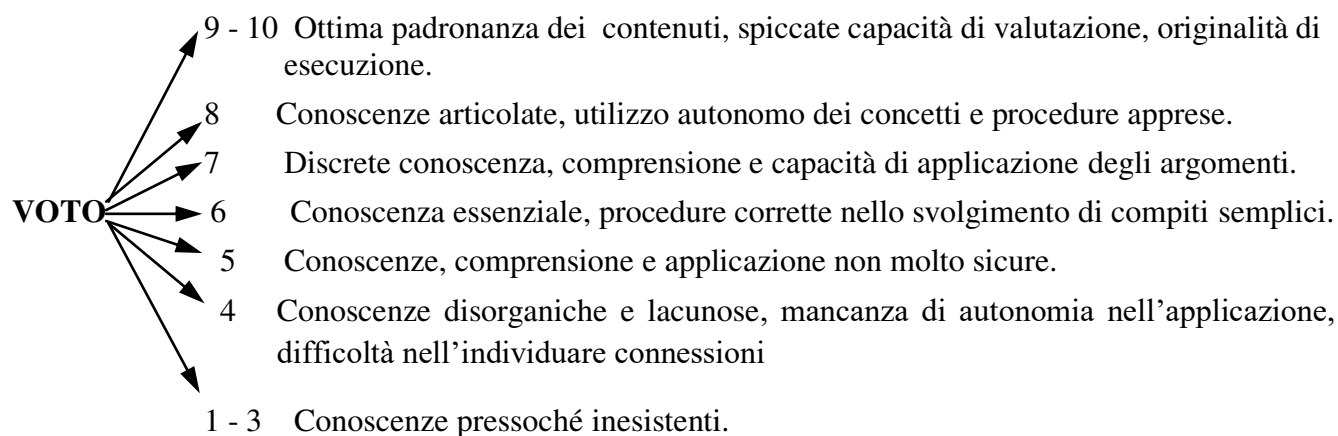 9 - 10 Ottima padronanza dei contenuti, spiccate capacità di valutazione, originalità di
esecuzione.
8 Conoscenze articolate, utilizzo autonomo dei concetti e procedure apprese.
7 Discrete conoscenza, comprensione e capacità di applicazione degli argomenti.
VOTO 6 Conoscenza essenziale, procedure corrette nello svolgimento di compiti semplici.
5 Conoscenze, comprensione e applicazione non molto sicure.
4 Conoscenze disorganiche e lacunose, mancanza di autonomia nell’applicazione,
difficoltà nell’individuare connessioni
1 - 3 Conoscenze pressoché inesistenti.